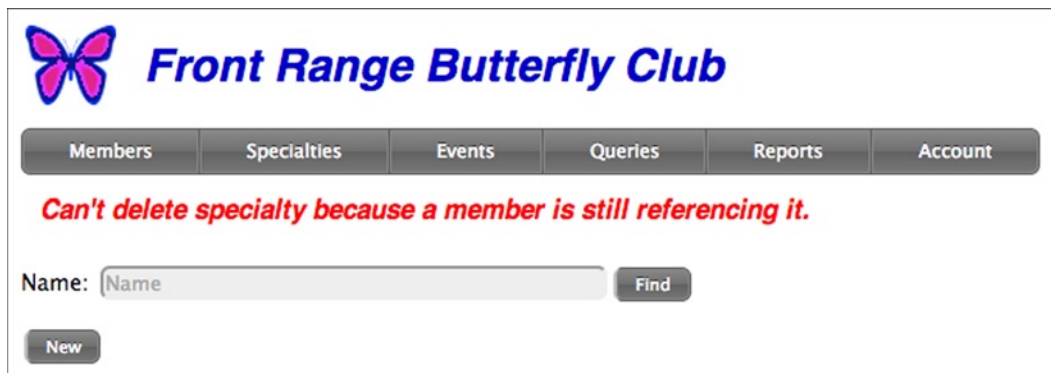 Front Range Butterfly Club
Members Specialties Events Queries Reports Account
Can't delete specialty because a member is still referencing it.
Name: Name Find
New